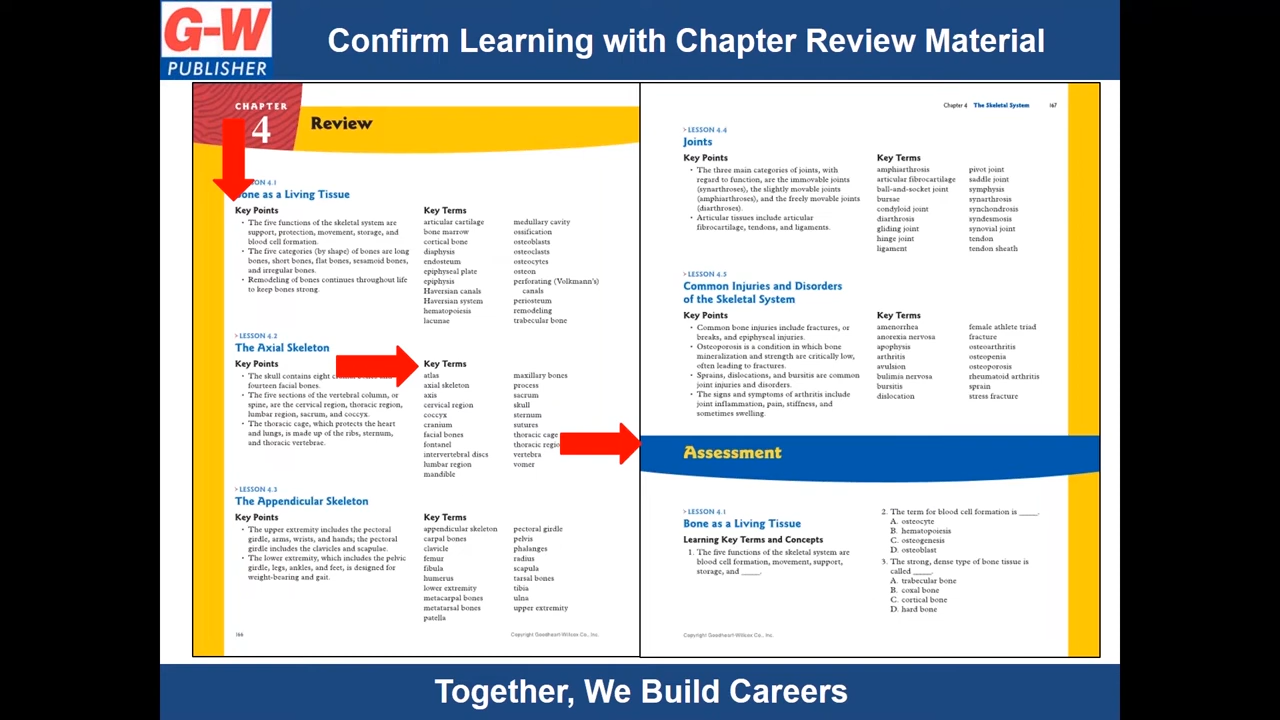 G-W
PUBLISHER
Confirm Learning with Chapter Review Material
CHAPTER
4
Review
ON 4.1
one as a Living Tissue
Key Points
• The five functions of the skeletal system are
support, protection, movement, storage, and
blood cell formation.
• The five categories (by shape) of bones are long
bones, short bones, flat bones, sesamoid bones,
and irregular bones.
• Remodeling of bones continues throughout life
to keep bones strong.
Key Terms
articular cartilage
bone marrow
cortical bone
diaphysis
endosteum
epiphyseal plate
epiphysis
Haversian canals
Haversian system
hematopoiesis
lacunae
medullary cavity
ossification
osteoblasts
osteoclasts
osteocytes
osteon
perforating (Volkmann's)
canals
periosteum
remodeling
trabecular bone
> LESSON 4.2
The Axial Skeleton
Key Points
• The skull contains eight
fourteen facial bones.
• The five sections of the vertebral column, or
spine, are the cervical region, thoracic region,
lumbar region, sacrum, and coccyx.
• The thoracic cage, which protects the heart
and lungs, is made up of the ribs, sternum,
and thoracic vertebrae.
Key Terms
atlas
axial skeleton
axis
cervical region
coccyx
cranium
facial bones
fontanel
intervertebral discs
lumbar region
mandible
maxillary bones
process
sacrum
skull
sternum
sutures
thoracic cage
thoracic regio
vertebra
vomer
> LESSON 4.3
The Appendicular Skeleton
Key Points
• The upper extremity includes the pectoral
girdle, arms, wrists, and hands, the pectoral
girdle includes the clavicles and scapulae.
• The lower extremity, which includes the pelvic
girdle, legs, ankles, and feet, is designed for
weight-bearing and gait.
Key Terms
appendicular skeleton
carpal bones
clavicle
femur
fibula
humerus
lower extremity
metacarpal bones
metatarsal bones
patella
pectoral girdle
pelvis
phalanges
radius
scapula
tarsal bones
tibia
ulna
upper extremity
166
Copyright Goodheart-Willcox Co., Inc.
Chapter 4 The Skeletal System 167
> LESSON 4.4
Joints
Key Points
• The three main categories of joints, with
regard to function, are the immovable joints
(synarthroses), the slightly movable joints
(amphiarthroses), and the freely movable joints
(diarthroses).
• Articular tissues include articular
fibrocartilage, tendons, and ligaments.
Key Terms
amphiarthrosis
articular fibrocartilage
ball-and-socket joint
bursae
condyloid joint
diarthrosis
gliding joint
hinge joint
ligament
pivot joint
saddle joint
symphysis
synarthrosis
synchondrosis
syndesmosis
synovial joint
tendon
tendon sheath
> LESSON 4.5
Common Injuries and Disorders
of the Skeletal System
Key Points
• Common bone injuries include fractures, or
breaks, and epiphyseal injuries.
• Osteoporosis is a condition in which bone
mineralization and strength are critically low,
often leading to fractures.
• Sprains, dislocations, and bursitis are common
joint injuries and disorders.
• The signs and symptoms of arthritis include
joint inflammation, pain, stiffness, and
sometimes swelling.
Key Terms
amenorrhea
anorexia nervosa
apophysis
arthritis
avulsion
bulimia nervosa
bursitis
dislocation
female athlete triad
fracture
osteoarthritis
osteopenia
osteoporosis
rheumatoid arthritis
sprain
stress fracture
Assessment
> LESSON 4.1
Bone as a Living Tissue
Learning Key Terms and Concepts
1. The five functions of the skeletal system are
blood cell formation, movement, support,
storage, and _____.
2. The term for blood cell formation is _____.
A. osteocyte
B. hematopoiesis
C. osteogenesis
D. osteoblast
3. The strong, dense type of bone tissue is
called _____.
A. trabecular bone
B. coxal bone
C. cortical bone
D. hard bone
Copyright Goodheart-Willcox Co., Inc.
Together, We Build Careers